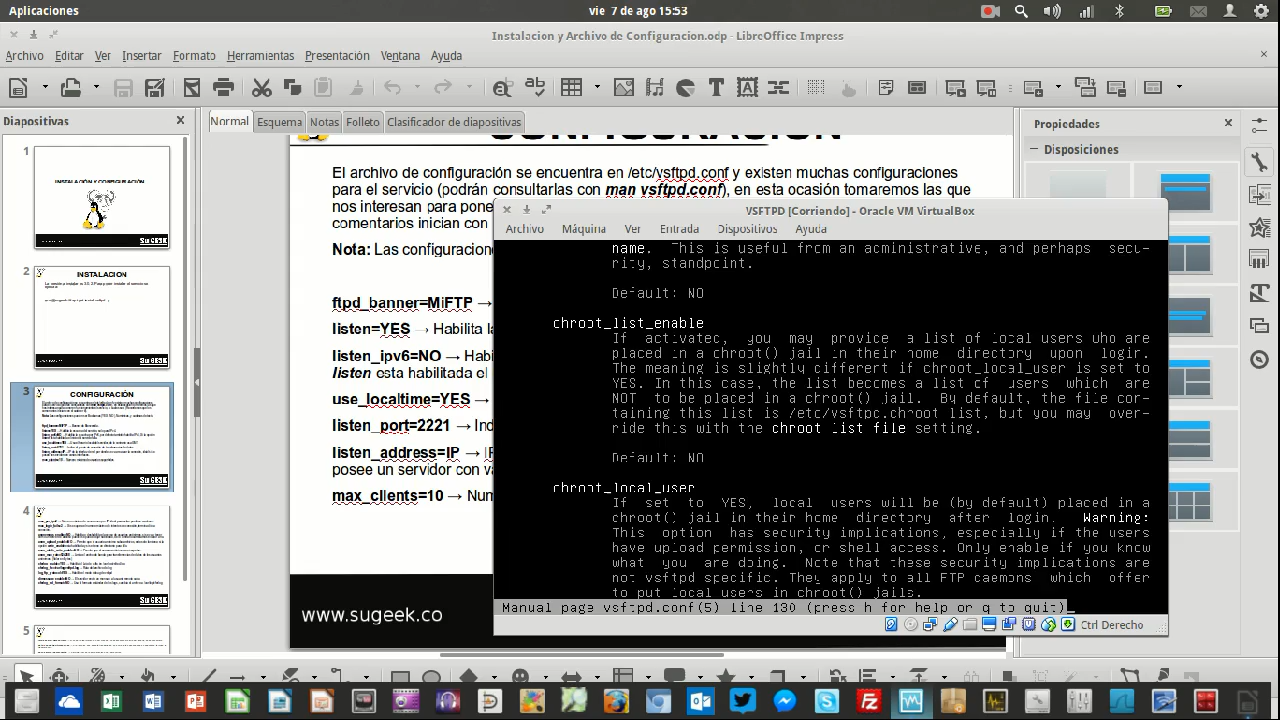 Aplicaciones
vie 7 de ago 15:53
Instalacion y Archivo de Configuracion.odp - LibreOffice Impress
Archivo Editar Ver Insertar Formato Herramientas Presentación Ventana Ayuda
Diapositivas
Normal Esquema Notas Folleto Clasificador de diapositivas
Propiedades
Disposiciones
1
INSTALACIÓN Y CONFIGURACIÓN
2
INSTALACION
3
CONFIGURACIÓN
4
5
CONFIGURACIÓN
El archivo de configuración se encuentra en /etc/vsftpd.conf y existen muchas configuraciones
para el servicio (podrán consultarlas con man vsftpd.conf), en esta ocasión tomaremos las que
nos interesan para pone
comentarios inician con
Nota: Las configuracione
ftpd_banner=MiFTP →
listen=YES → Habilita la
listen_ipv6=NO → Habi
listen esta habilitada el
use_localtime=YES →
listen_port=2221 → Ind
listen_address=IP →
posee un servidor con va
max_clients=10 → Num
www.sugeek.co
VSFTPD [Corriendo] - Oracle VM VirtualBox
Archivo Máquina Ver Entrada Dispositivos Ayuda
name. This is useful from an administrative, and perhaps secu-
rity, standpoint.
Default: NO
chroot_list_enable
If activated, you may provide a list of local users who are
placed in a chroot() jail in their home directory upon login.
The meaning is slightly different if chroot_local_user is set to
YES. In this case, the list becomes a list of users which are
NOT to be placed in a chroot() jail. By default, the file con-
taining this list is /etc/vsftpd.chroot_list, but you may over-
ride this with the chroot_list_file setting.
Default: NO
chroot_local_user
If set to YES, local users will be (by default) placed in a
chroot() jail in their home directory after login. Warning:
This option has security implications, especially if the users
have upload permission, or shell access. Only enable if you know
what you are doing. Note that these security implications are
not vsftpd specific. They apply to all FTP daemons which offer
to put local users in chroot() jails.
Manual page vsftpd.conf(5) line 130 (press h for help or q to quit)
Ctrl Derecho